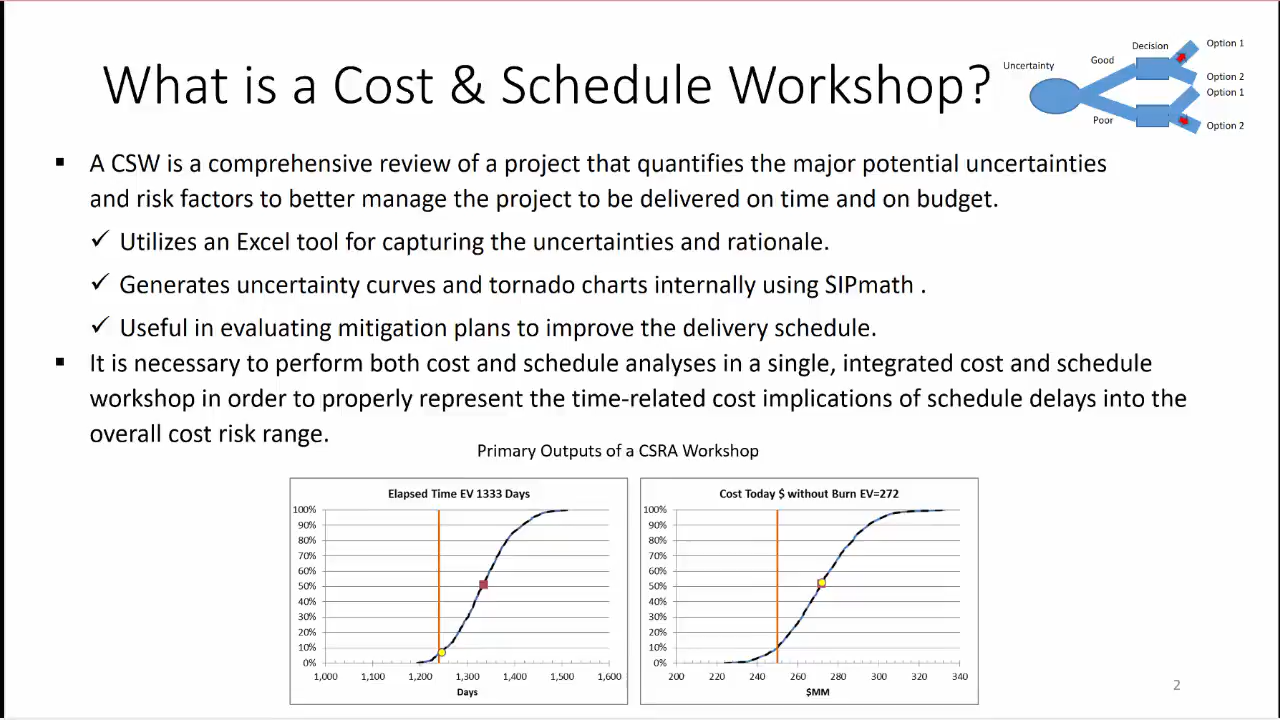 What is a Cost & Schedule Workshop?
Uncertainty
Good
Poor
Decision
Option 1
Option 2
Option 1
Option 2
▪ A CSW is a comprehensive review of a project that quantifies the major potential uncertainties
and risk factors to better manage the project to be delivered on time and on budget.
✓ Utilizes an Excel tool for capturing the uncertainties and rationale.
✓ Generates uncertainty curves and tornado charts internally using SIPmath .
✓ Useful in evaluating mitigation plans to improve the delivery schedule.
▪ It is necessary to perform both cost and schedule analyses in a single, integrated cost and schedule
workshop in order to properly represent the time-related cost implications of schedule delays into the
overall cost risk range.
Primary Outputs of a CSRA Workshop
Elapsed Time EV 1333 Days
100%
90%
80%
70%
60%
50%
40%
30%
20%
10%
0%
1,000 1,100 1,200 1,300 1,400 1,500 1,600
Days
Cost Today $ without Burn EV=272
100%
90%
80%
70%
60%
50%
40%
30%
20%
10%
0%
200 220 240 260 280 300 320 340
$MM
2